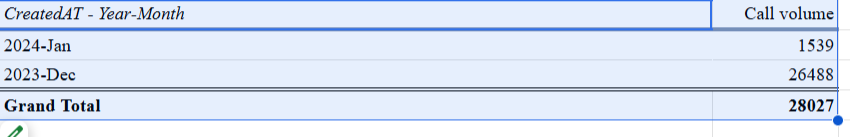 CreatedAT - Year-Month Call volume
2024-Jan 1539
2023-Dec 26488
Grand Total 28027